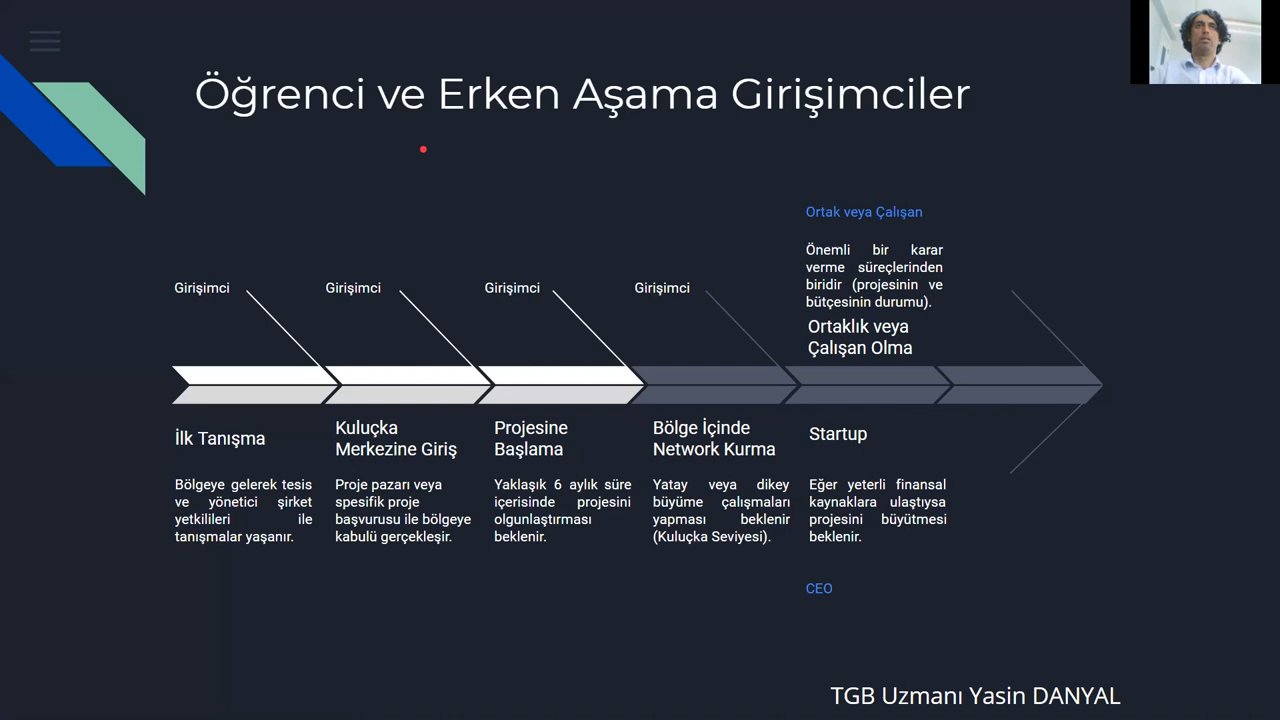 Öğrenci ve Erken Aşama Girişimciler
Ortak veya Çalışan
Önemli bir karar
verme süreçlerinden
biridir (projesinin ve
bütçesinin durumu).
Ortaklık veya
Çalışan Olma
Girişimci
Girişimci
Girişimci
Girişimci
İlk Tanışma
Bölgeye gelerek tesis
ve yönetici şirket
yetkilileri ile
tanışmalar yaşanır.
Kuluçka
Merkezine Giriş
Proje pazarı veya
spesifik proje
başvurusu ile bölgeye
kabulü gerçekleşir.
Projesine
Başlama
Yaklaşık 6 aylık süre
içerisinde projesini
olgunlaştırması
beklenir.
Bölge İçinde
Network Kurma
Yatay veya dikey
büyüme çalışmaları
yapması beklenir
(Kuluçka Seviyesi).
Startup
Eğer yeterli finansal
kaynaklara ulaştıysa
projesini büyütmesi
beklenir.
CEO
TGB Uzmanı Yasin DANYAL